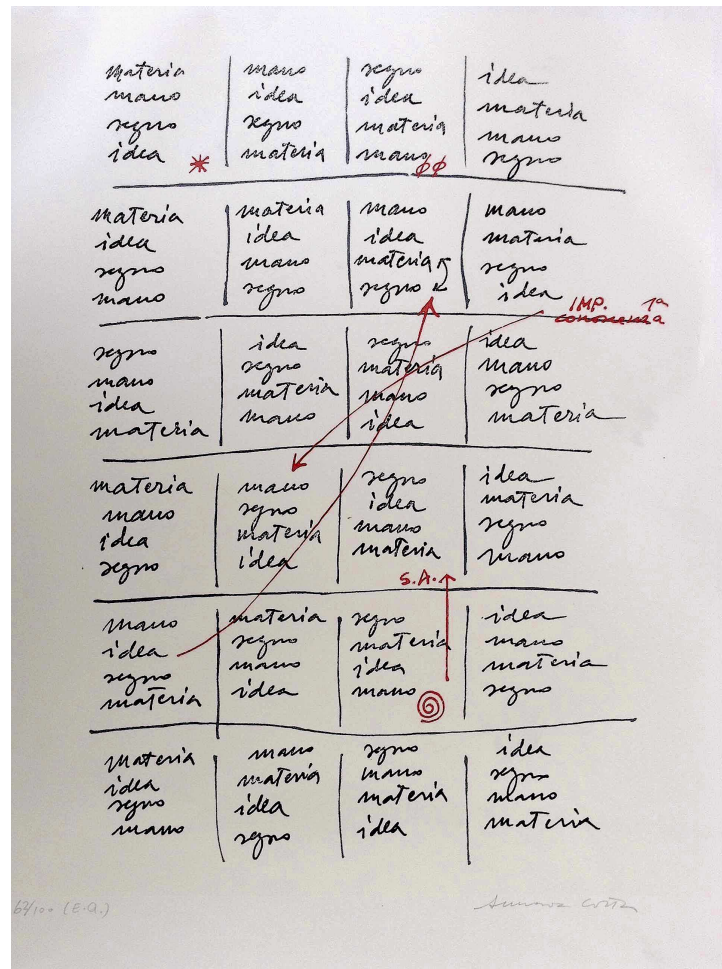 materia
mano
segno
idea *
mano
idea
segno
materia
segno
idea
materia
mano φφ
idea
materia
mano
segno
materia
idea
segno
mano
materia
idea
mano
segno
mano
idea
materia
segno
mano
materia
segno
idea
IMP. 1ª
segno
mano
idea
materia
idea
segno
materia
mano
segno
materia
mano
idea
idea
mano
segno
materia
materia
mano
idea
segno
mano
segno
materia
idea
segno
idea
mano
materia
idea
materia
segno
mano
S.A.
mano
idea
segno
materia
materia
segno
mano
idea
segno
materia
idea
mano
idea
mano
materia
segno
materia
idea
segno
mano
mano
materia
idea
segno
segno
mano
materia
idea
idea
segno
mano
materia
(E.A.)
Costa